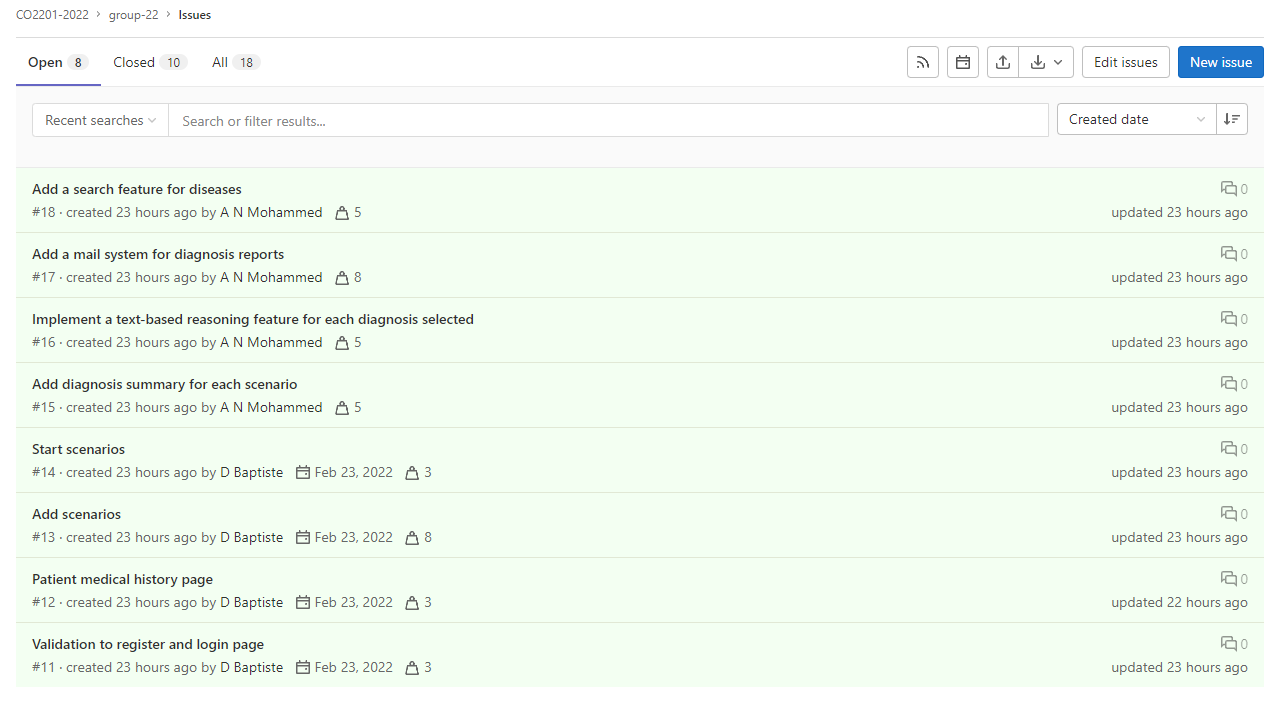 CO2201-2022 › group-22 › Issues
Open 8 Closed 10 All 18 Edit issues New issue
Recent searches Search or filter results... Created date
Add a search feature for diseases 0
#18 · created 23 hours ago by A N Mohammed 5 updated 23 hours ago
Add a mail system for diagnosis reports 0
#17 · created 23 hours ago by A N Mohammed 8 updated 23 hours ago
Implement a text-based reasoning feature for each diagnosis selected 0
#16 · created 23 hours ago by A N Mohammed 5 updated 23 hours ago
Add diagnosis summary for each scenario 0
#15 · created 23 hours ago by A N Mohammed 5 updated 23 hours ago
Start scenarios 0
#14 · created 23 hours ago by D Baptiste Feb 23, 2022 3 updated 23 hours ago
Add scenarios 0
#13 · created 23 hours ago by D Baptiste Feb 23, 2022 8 updated 23 hours ago
Patient medical history page 0
#12 · created 23 hours ago by D Baptiste Feb 23, 2022 3 updated 22 hours ago
Validation to register and login page 0
#11 · created 23 hours ago by D Baptiste Feb 23, 2022 3 updated 23 hours ago